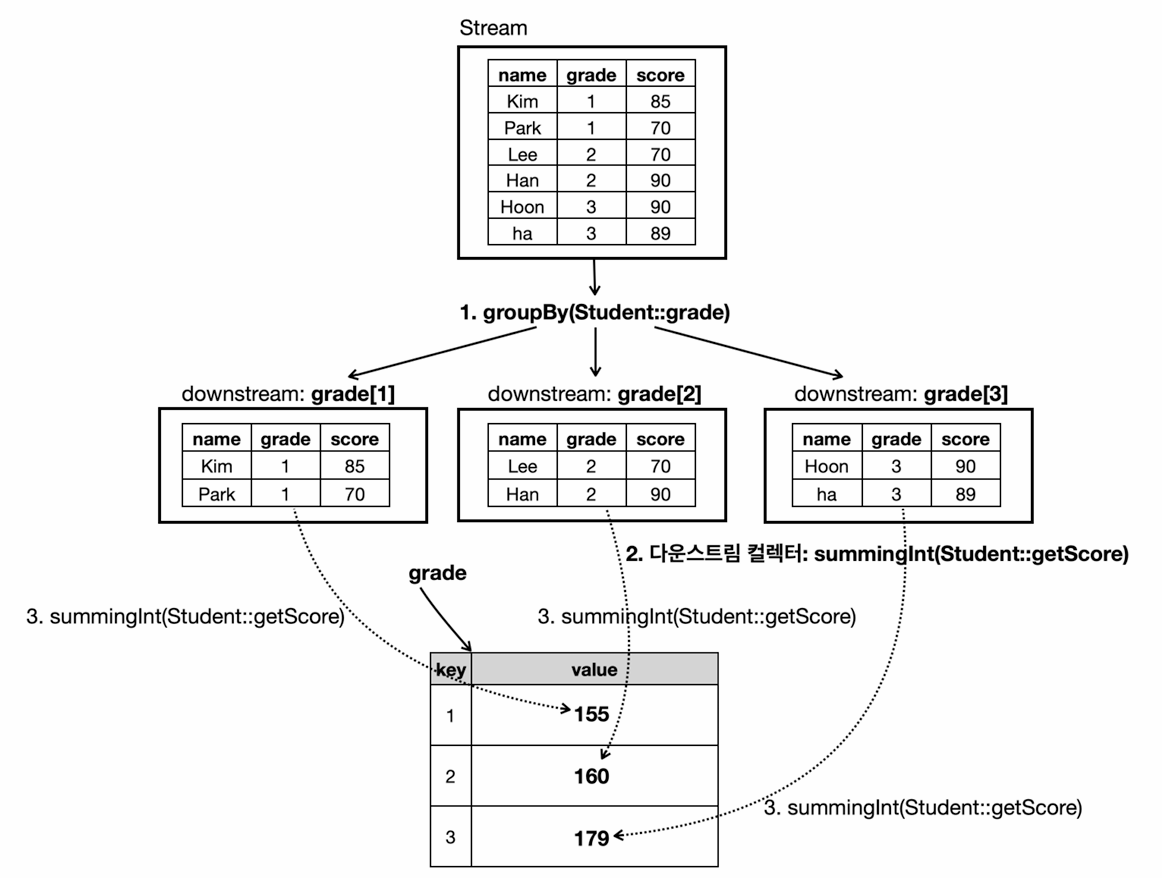 Stream
name grade score
Kim 1 85
Park 1 70
Lee 2 70
Han 2 90
Hoon 3 90
ha 3 89
1. groupBy(Student::grade)
downstream: grade[1]
name grade score
Kim 1 85
Park 1 70
downstream: grade[2]
name grade score
Lee 2 70
Han 2 90
downstream: grade[3]
name grade score
Hoon 3 90
ha 3 89
2. 다운스트림 컬렉터: summingInt(Student::getScore)
grade
3. summingInt(Student::getScore)
3. summingInt(Student::getScore)
key value
1 155
2 160
3 179
3. summingInt(Student::getScore)